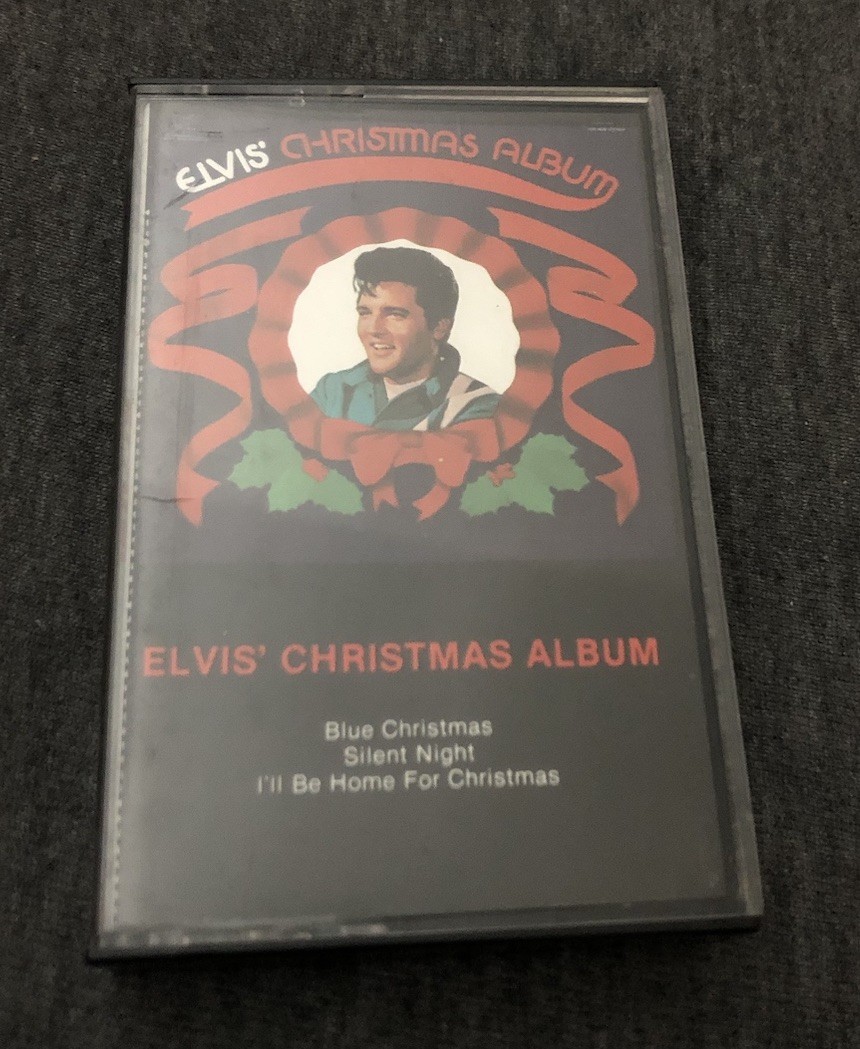 ELVIS' CHRISTMAS ALBUM
ELVIS' CHRISTMAS ALBUM
Blue Christmas
Silent Night
I'll Be Home For Christmas